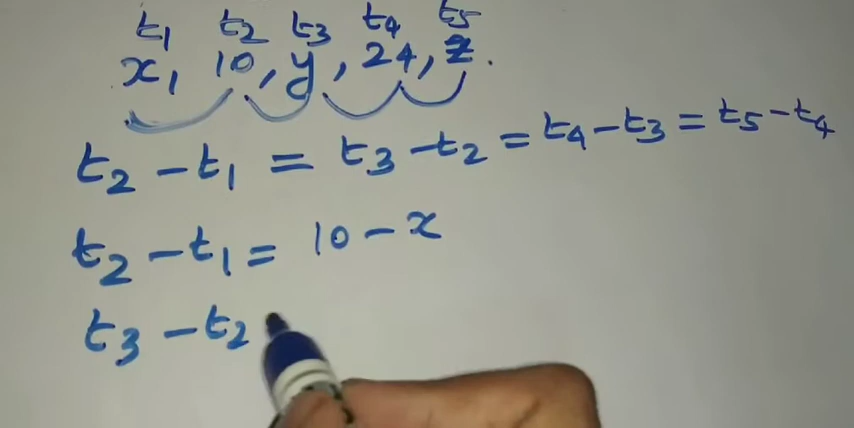 t₁ t₂ t₃ t₄ t₅
x, 10, y, 24, z.
t₂ - t₁ = t₃ - t₂ = t₄ - t₃ = t₅ - t₄
t₂ - t₁ = 10 - x
t₃ - t₂